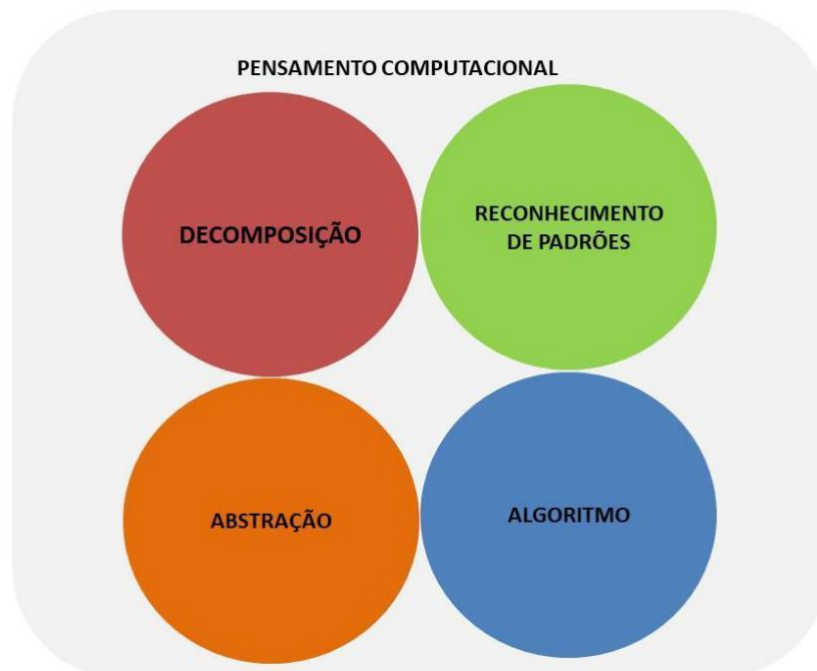 PENSAMENTO COMPUTACIONAL
DECOMPOSIÇÃO
RECONHECIMENTO
DE PADRÕES
ABSTRAÇÃO
ALGORITMO